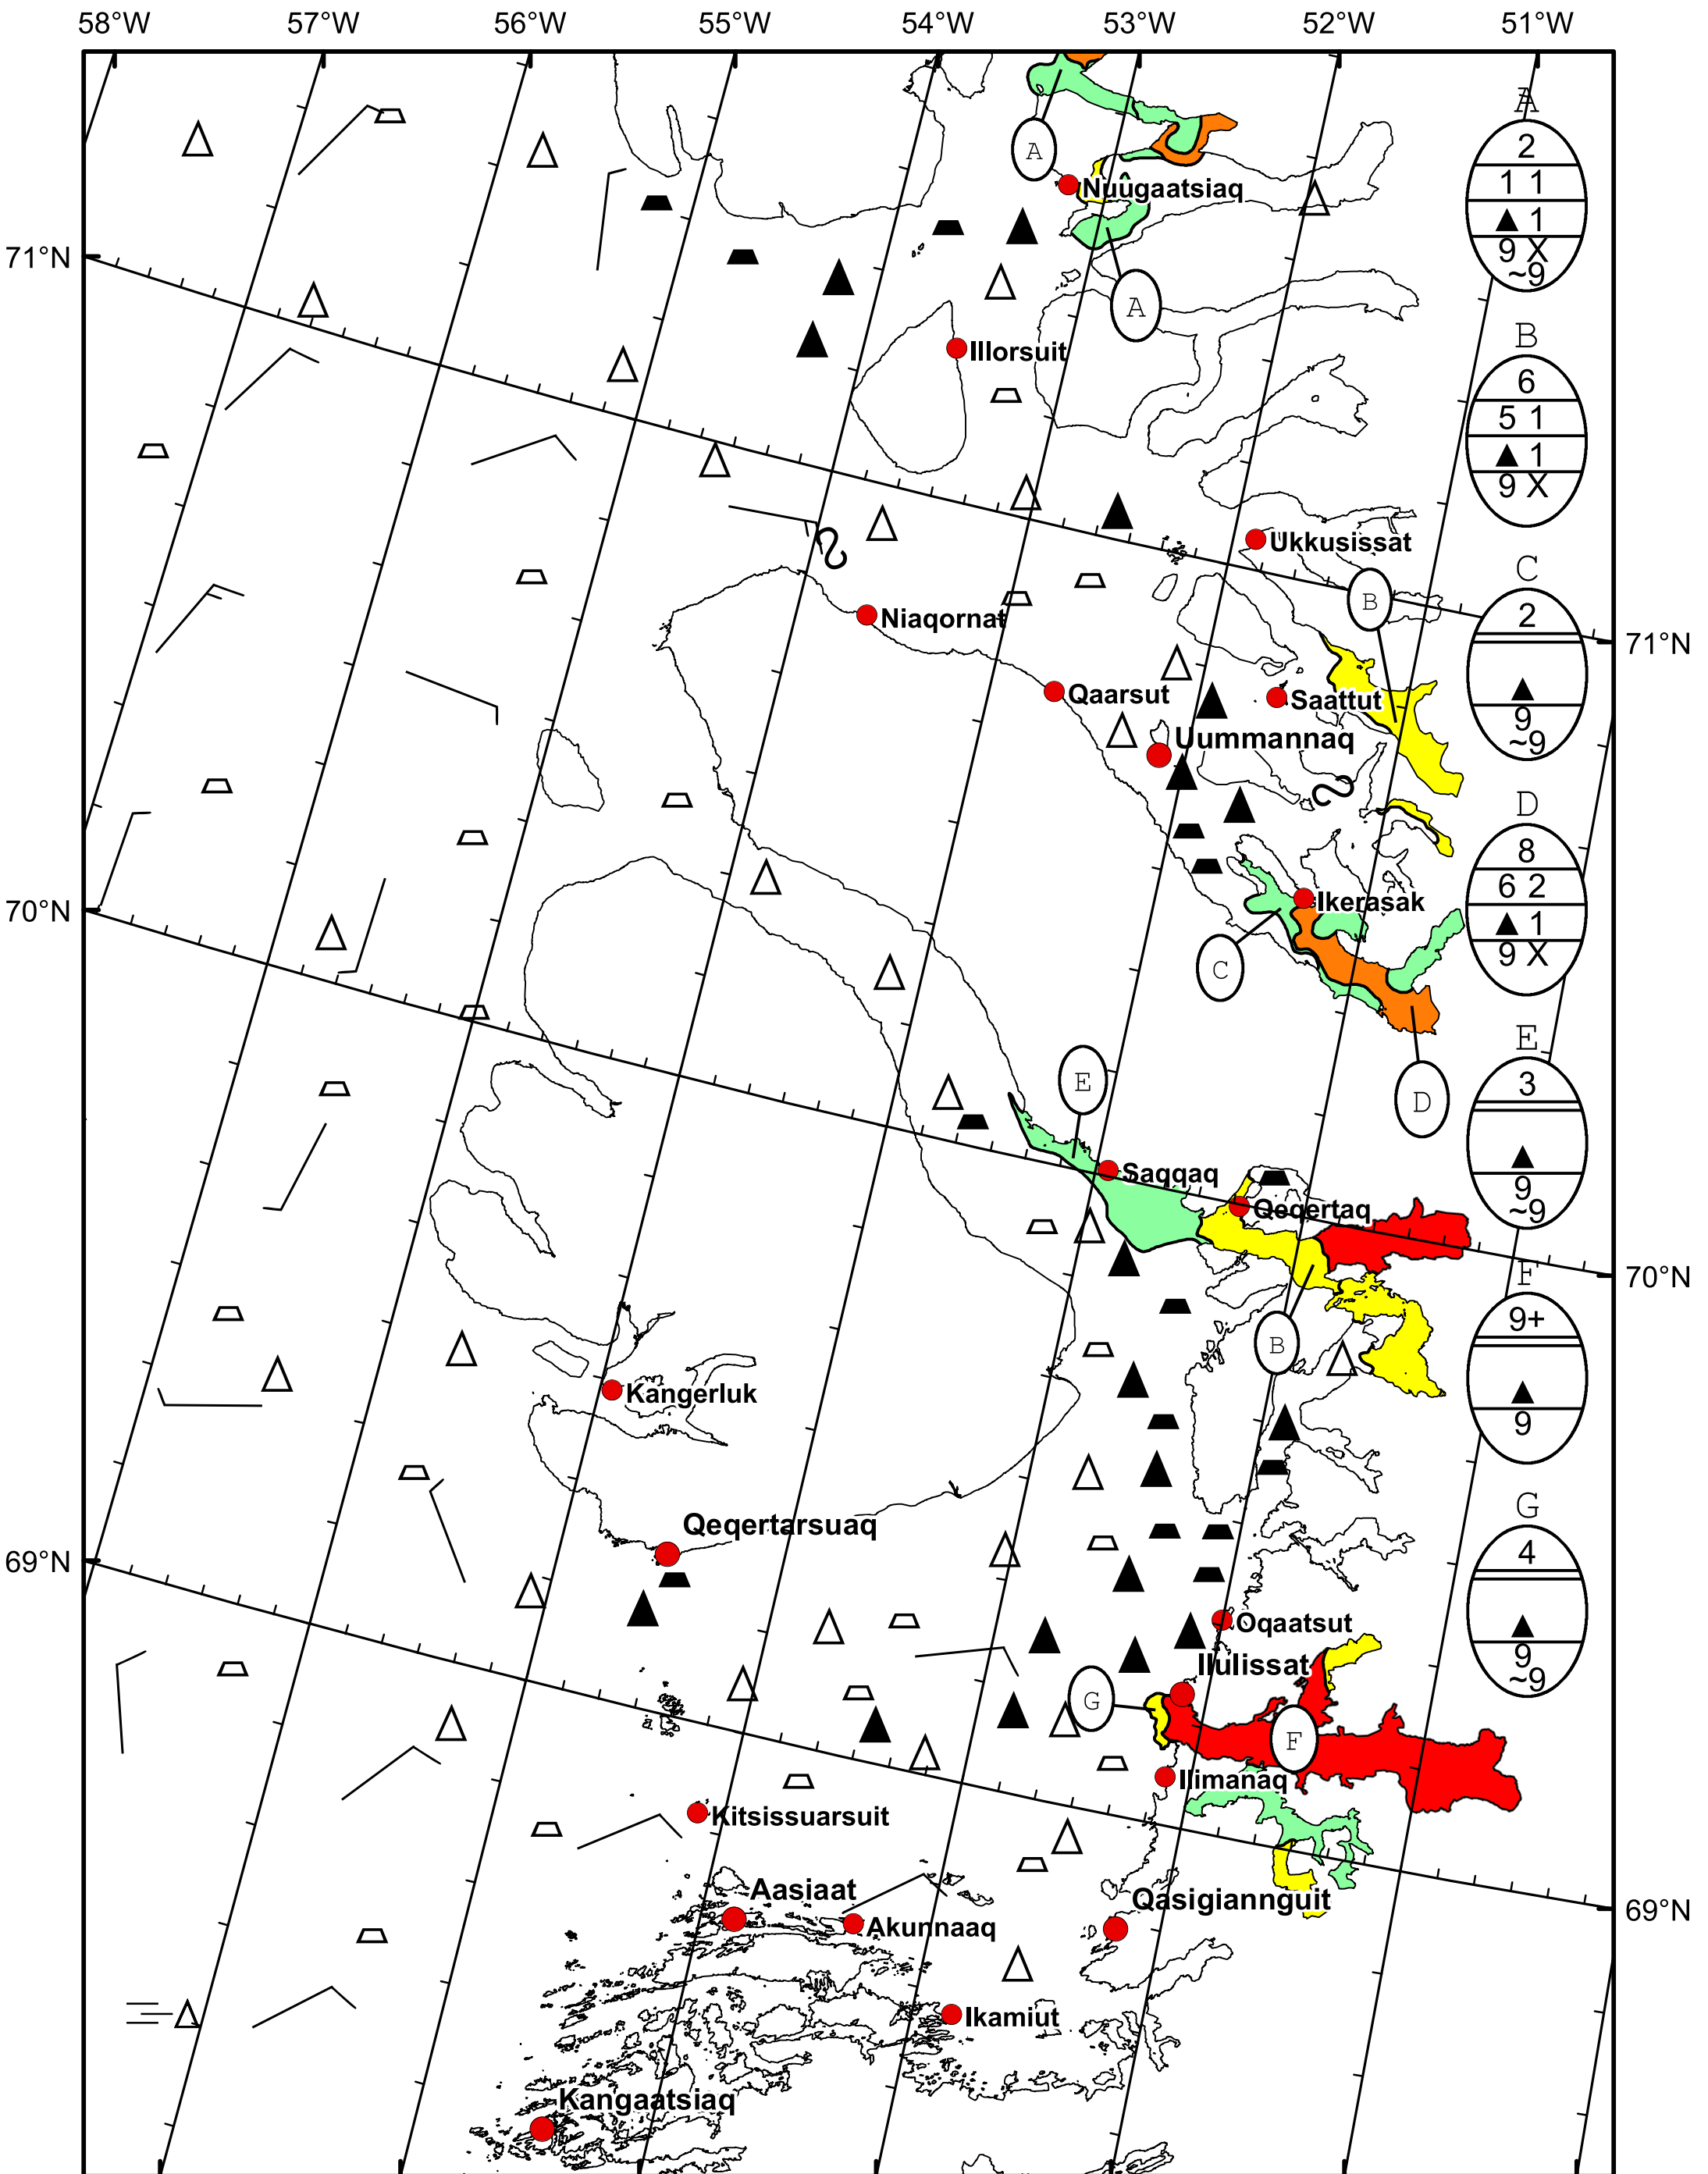 58°W 57°W 56°W 55°W 54°W 53°W 52°W 51°W
A
2
1 1
▲ 1
9 X
~9
A
Nuugaatsiaq
71°N
A
Illorsuit
B
6
5 1
▲ 1
9 X
Ukkusissat
C
2
▲
9
~9
B
Niaqornat
71°N
Qaarsut
Saattut
Uummannaq
D
8
6 2
▲ 1
9 X
Ikerasak
70°N
C
E
3
▲
9
~9
E
D
Saqqaq
Qeqertaq
70°N
F
9+
▲
9
B
Kangerluk
G
4
▲
9
~9
Qeqertarsuaq
69°N
Oqaatsut
Ilulissat
G
F
Ilimanaq
Kitsissuarsuit
Aasiaat
Qasigiannguit
69°N
Akunnaaq
Ikamiut
Kangaatsiaq